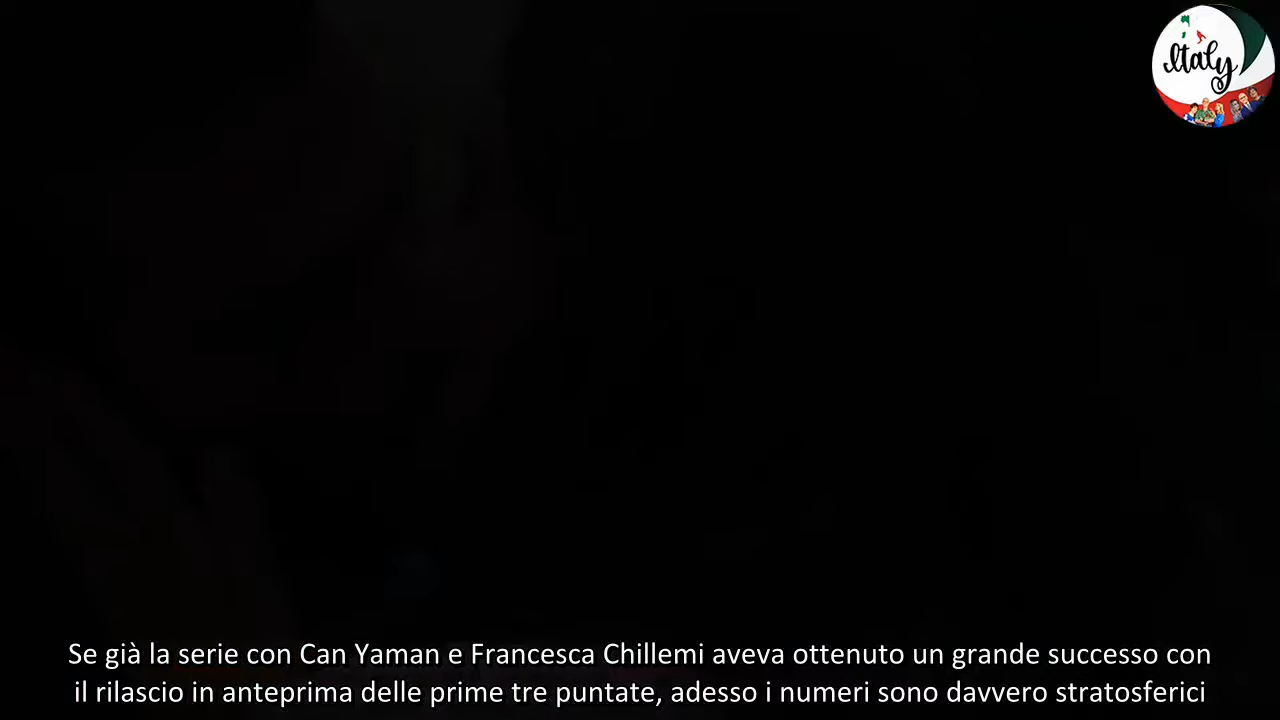 Italy
Se già la serie con Can Yaman e Francesca Chillemi aveva ottenuto un grande successo con
il rilascio in anteprima delle prime tre puntate, adesso i numeri sono davvero stratosferici